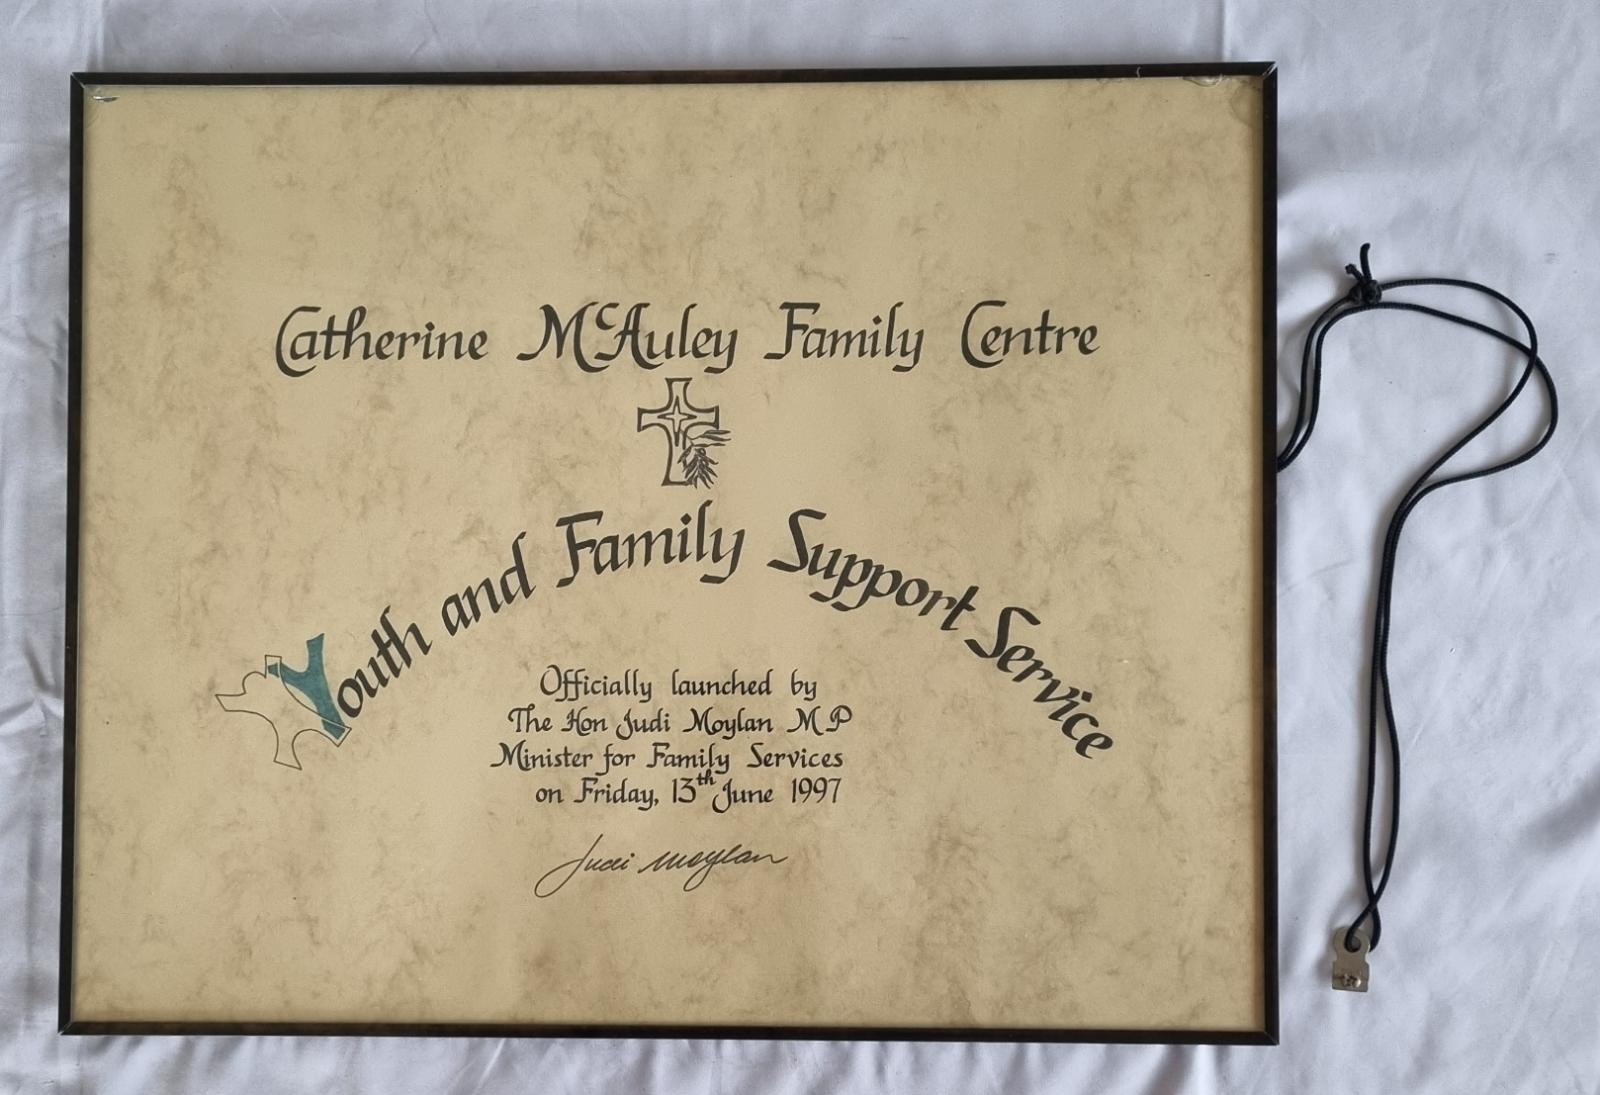 Catherine McAuley Family Centre
Youth and Family Support Service
Officially launched by
The Hon Judi Moylan MP
Minister for Family Services
on Friday, 13th June 1997
Judi Moylan